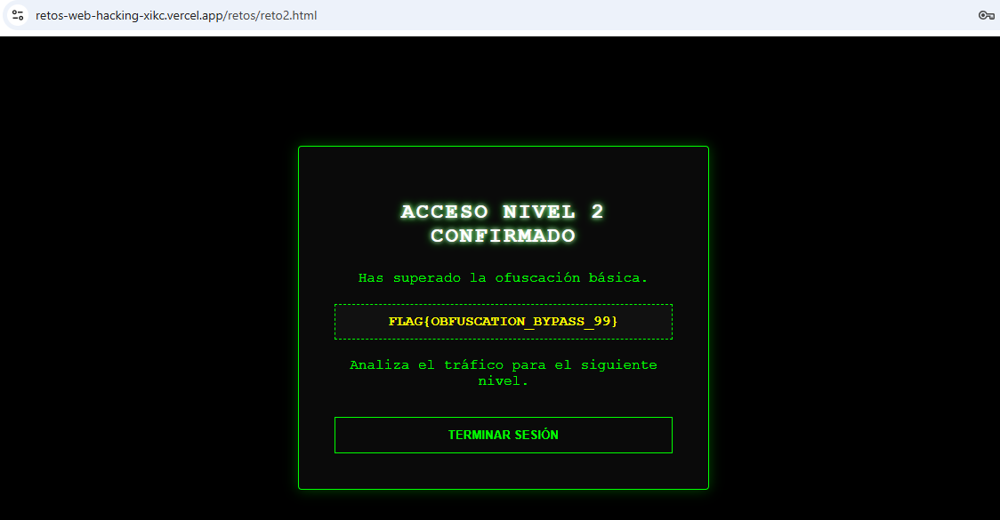 retos-web-hacking-xikc.vercel.app/retos/reto2.html
ACCESO NIVEL 2
CONFIRMADO
Has superado la ofuscación básica.
FLAG{OBFUSCATION_BYPASS_99}
Analiza el tráfico para el siguiente
nivel.
TERMINAR SESIÓN